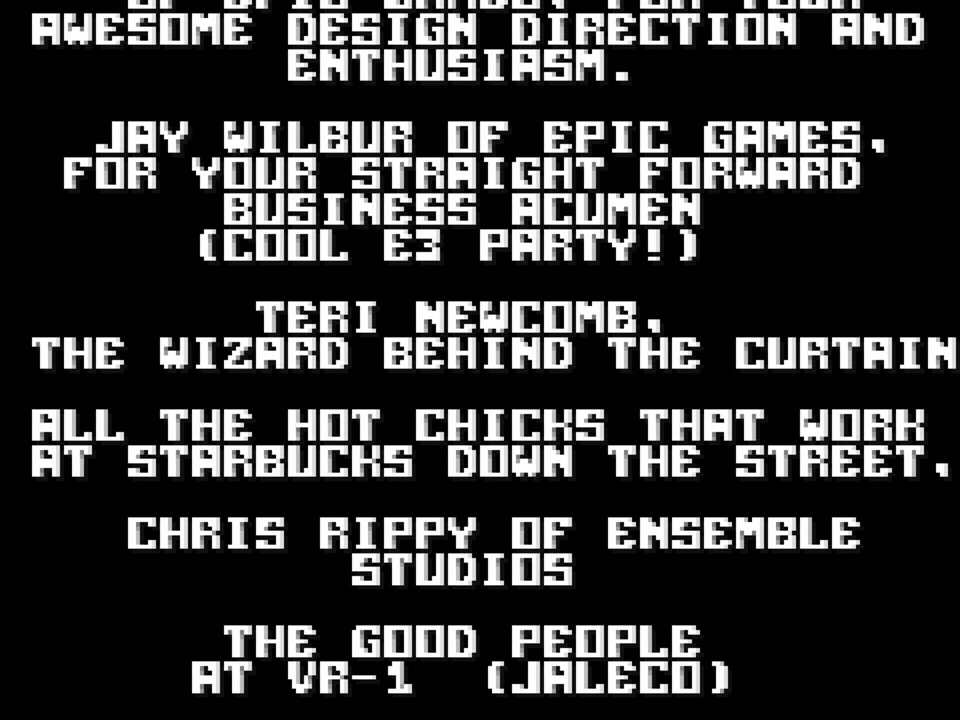 AWESOME DESIGN DIRECTION AND
ENTHUSIASM.
JAY WILBUR OF EPIC GAMES,
FOR YOUR STRAIGHT FORWARD
BUSINESS ACUMEN
(COOL E3 PARTY!)
TERI NEWCOMB,
THE WIZARD BEHIND THE CURTAIN
ALL THE HOT CHICKS THAT WORK
AT STARBUCKS DOWN THE STREET,
CHRIS RIPPY OF ENSEMBLE
STUDIOS
THE GOOD PEOPLE
AT VR-1 (JALECO)